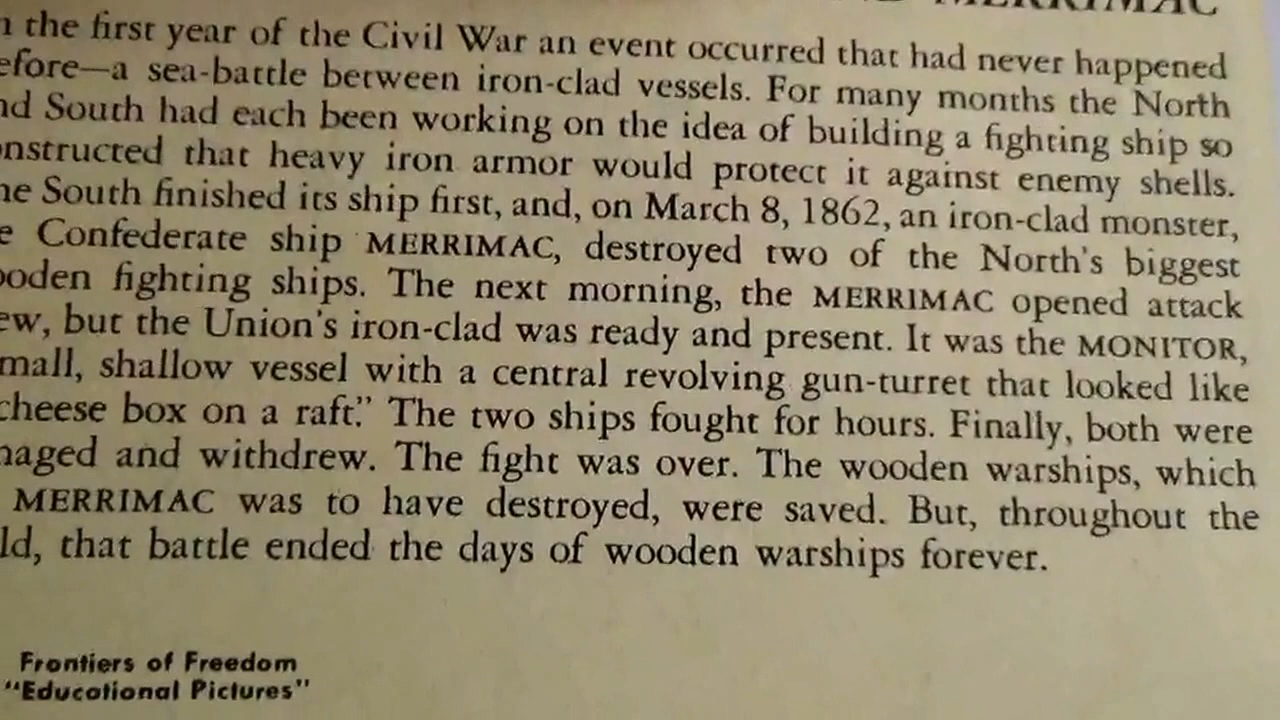 MERRIMAC
n the first year of the Civil War an event occurred that had never happened
efore—a sea-battle between iron-clad vessels. For many months the North
nd South had each been working on the idea of building a fighting ship so
onstructed that heavy iron armor would protect it against enemy shells.
he South finished its ship first, and, on March 8, 1862, an iron-clad monster,
e Confederate ship MERRIMAC, destroyed two of the North's biggest
ooden fighting ships. The next morning, the MERRIMAC opened attack
ew, but the Union's iron-clad was ready and present. It was the MONITOR,
mall, shallow vessel with a central revolving gun-turret that looked like
cheese box on a raft." The two ships fought for hours. Finally, both were
naged and withdrew. The fight was over. The wooden warships, which
MERRIMAC was to have destroyed, were saved. But, throughout the
ld, that battle ended the days of wooden warships forever.
Frontiers of Freedom
"Educational Pictures"